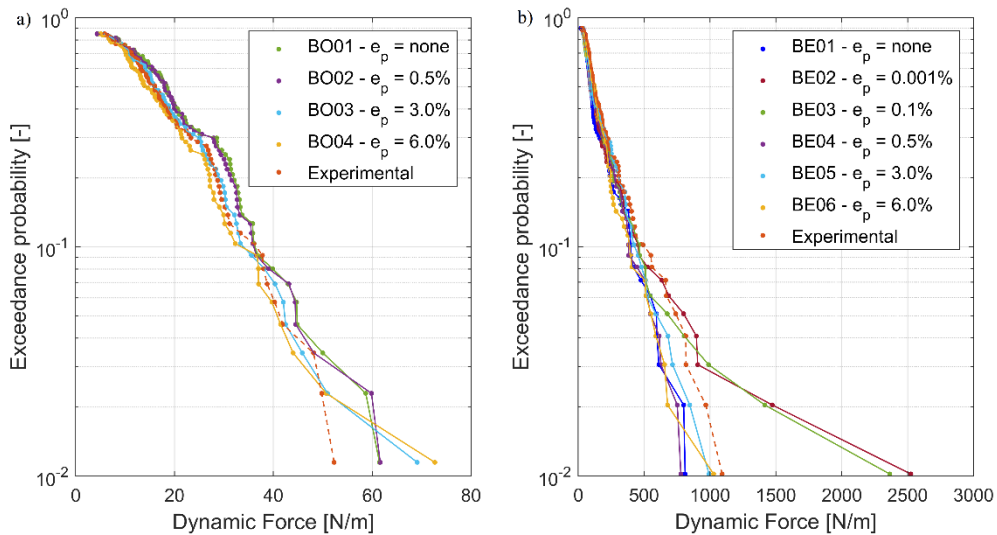 a)
10^0
10^-1
10^-2
Exceedance probability [-]
BO01 - e_p = none
BO02 - e_p = 0.5%
BO03 - e_p = 3.0%
BO04 - e_p = 6.0%
Experimental
0 20 40 60 80
Dynamic Force [N/m]
b)
10^0
10^-1
10^-2
Exceedance probability [-]
BE01 - e_p = none
BE02 - e_p = 0.001%
BE03 - e_p = 0.1%
BE04 - e_p = 0.5%
BE05 - e_p = 3.0%
BE06 - e_p = 6.0%
Experimental
0 500 1000 1500 2000 2500 3000
Dynamic Force [N/m]